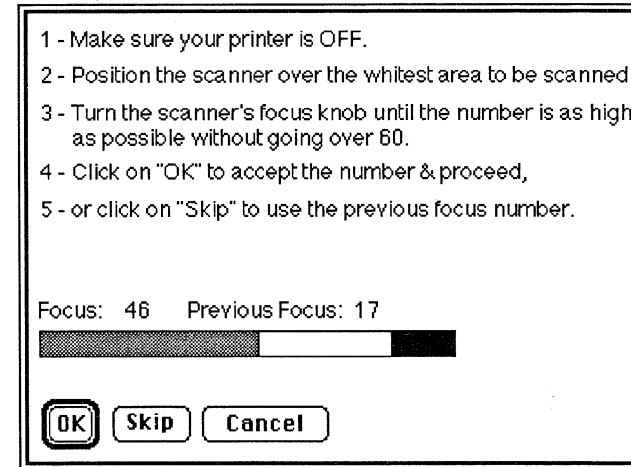 1 - Make sure your printer is OFF.
2 - Position the scanner over the whitest area to be scanned
3 - Turn the scanner's focus knob until the number is as high
as possible without going over 60.
4 - Click on "OK" to accept the number & proceed,
5 - or click on "Skip" to use the previous focus number.
Focus: 46 Previous Focus: 17
OK Skip Cancel